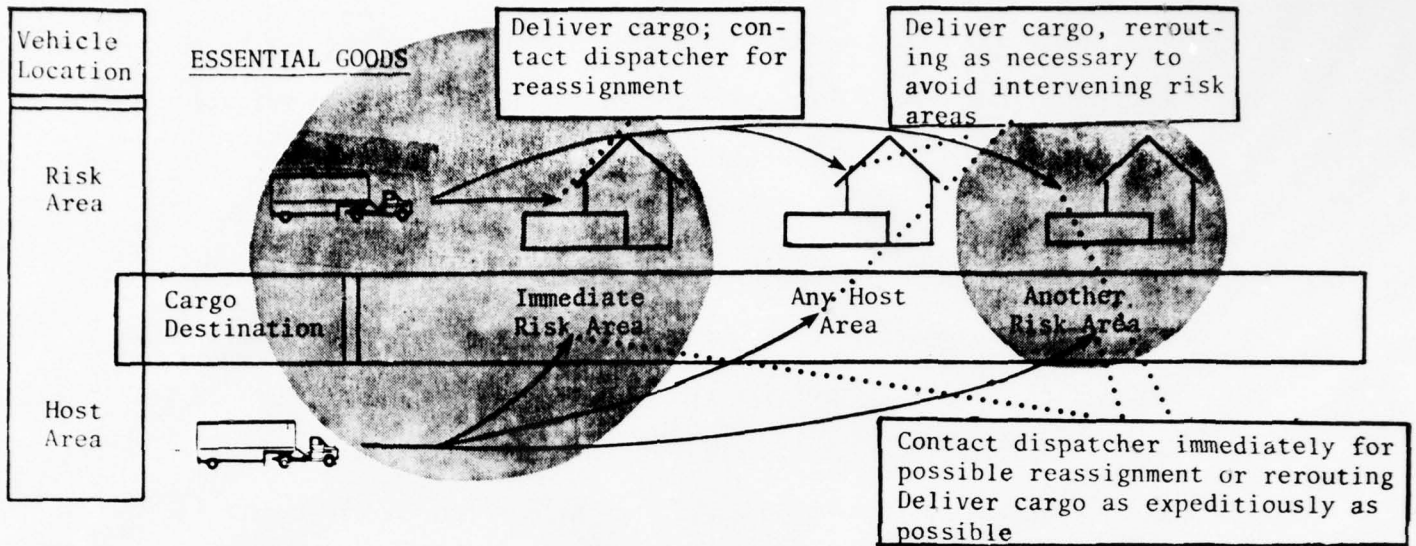 Vehicle
Location
ESSENTIAL GOODS
Deliver cargo; con-
tact dispatcher for
reassignment
Deliver cargo, rerout-
ing as necessary to
avoid intervening risk
areas
Risk
Area
Cargo
Destination
Immediate
Risk Area
Any Host
Area
Another
Risk Area
Host
Area
Contact dispatcher immediately for
possible reassignment or rerouting
Deliver cargo as expeditiously as
possible